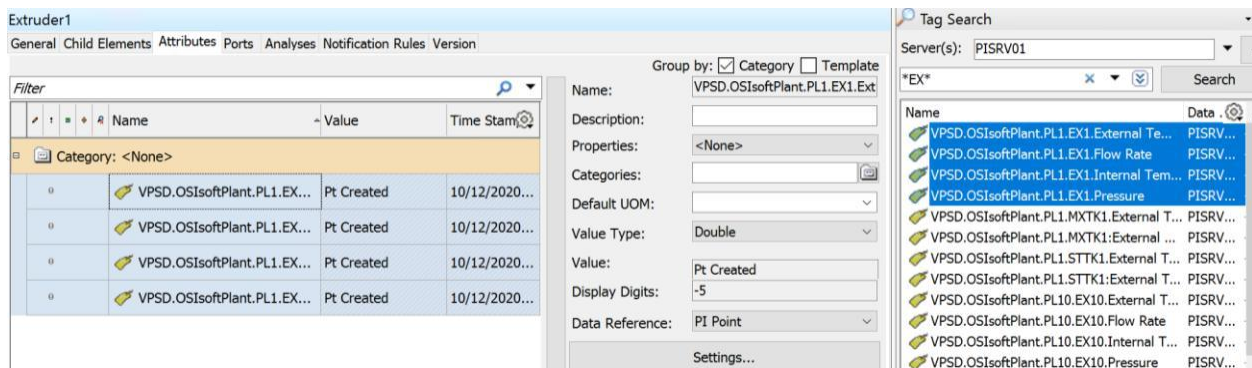 Extruder1
General Child Elements Attributes Ports Analyses Notification Rules Version
Group by: Category Template
Filter
Name Value Time Stam
Category: <None>
VPSD.OSIsoftPlant.PL1.EX... Pt Created 10/12/2020...
VPSD.OSIsoftPlant.PL1.EX... Pt Created 10/12/2020...
VPSD.OSIsoftPlant.PL1.EX... Pt Created 10/12/2020...
VPSD.OSIsoftPlant.PL1.EX... Pt Created 10/12/2020...
Name: VPSD.OSIsoftPlant.PL1.EX1.Ext
Description:
Properties: <None>
Categories:
Default UOM:
Value Type: Double
Value: Pt Created
Display Digits: -5
Data Reference: PI Point
Settings...
Tag Search
Server(s): PISRV01
*EX* Search
Name Data .
VPSD.OSIsoftPlant.PL1.EX1.External Te... PISRV...
VPSD.OSIsoftPlant.PL1.EX1.Flow Rate PISRV...
VPSD.OSIsoftPlant.PL1.EX1.Internal Tem... PISRV...
VPSD.OSIsoftPlant.PL1.EX1.Pressure PISRV...
VPSD.OSIsoftPlant.PL1.MXTK1.External T... PISRV...
VPSD.OSIsoftPlant.PL1.MXTK1:External ... PISRV...
VPSD.OSIsoftPlant.PL1.STTK1.External T... PISRV...
VPSD.OSIsoftPlant.PL1.STTK1:External T... PISRV...
VPSD.OSIsoftPlant.PL10.EX10.External T... PISRV...
VPSD.OSIsoftPlant.PL10.EX10.Flow Rate PISRV...
VPSD.OSIsoftPlant.PL10.EX10.Internal T... PISRV...
VPSD.OSIsoftPlant.PL10.EX10.Pressure PISRV...